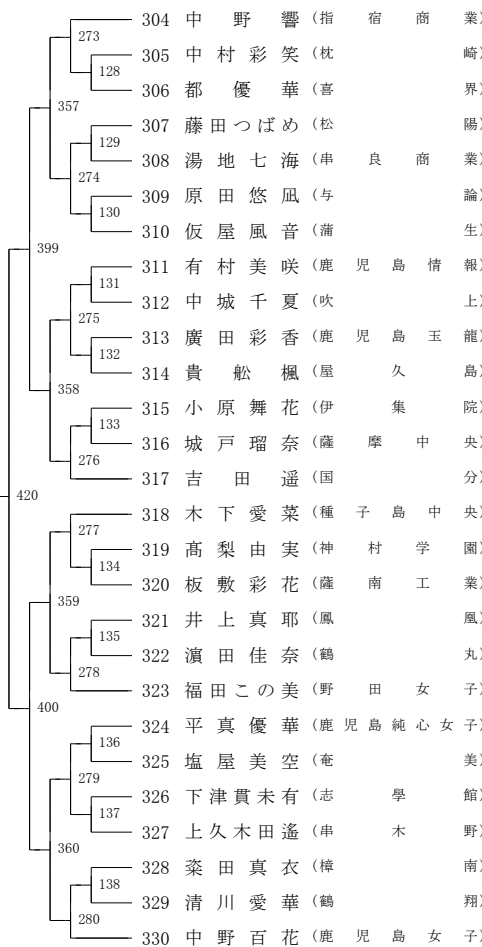 304 中野響 (指宿商業)
273
305 中村彩笑 (枕崎)
128
306 都優華 (喜界)
357
307 藤田つばめ (松陽)
129
308 湯地七海 (串良商業)
274
309 原田悠凪 (与論)
130
310 仮屋風音 (蒲生)
399
311 有村美咲 (鹿児島情報)
131
312 中城千夏 (吹上)
275
313 廣田彩香 (鹿児島玉龍)
132
314 貴舩楓 (屋久島)
358
315 小原舞花 (伊集院)
133
316 城戸瑠奈 (薩摩中央)
276
317 吉田遥 (国分)
420
318 木下愛菜 (種子島中央)
277
319 髙梨由実 (神村学園)
134
320 板敷彩花 (薩南工業)
359
321 井上真耶 (鳳凰)
135
322 濵田佳奈 (鶴丸)
278
323 福田この美 (野田女子)
400
324 平真優華 (鹿児島純心女子)
136
325 塩屋美空 (奄美)
279
326 下津貫未有 (志學館)
137
327 上久木田遙 (串木野)
360
328 粢田真衣 (樟南)
138
329 清川愛華 (鶴翔)
280
330 中野百花 (鹿児島女子)